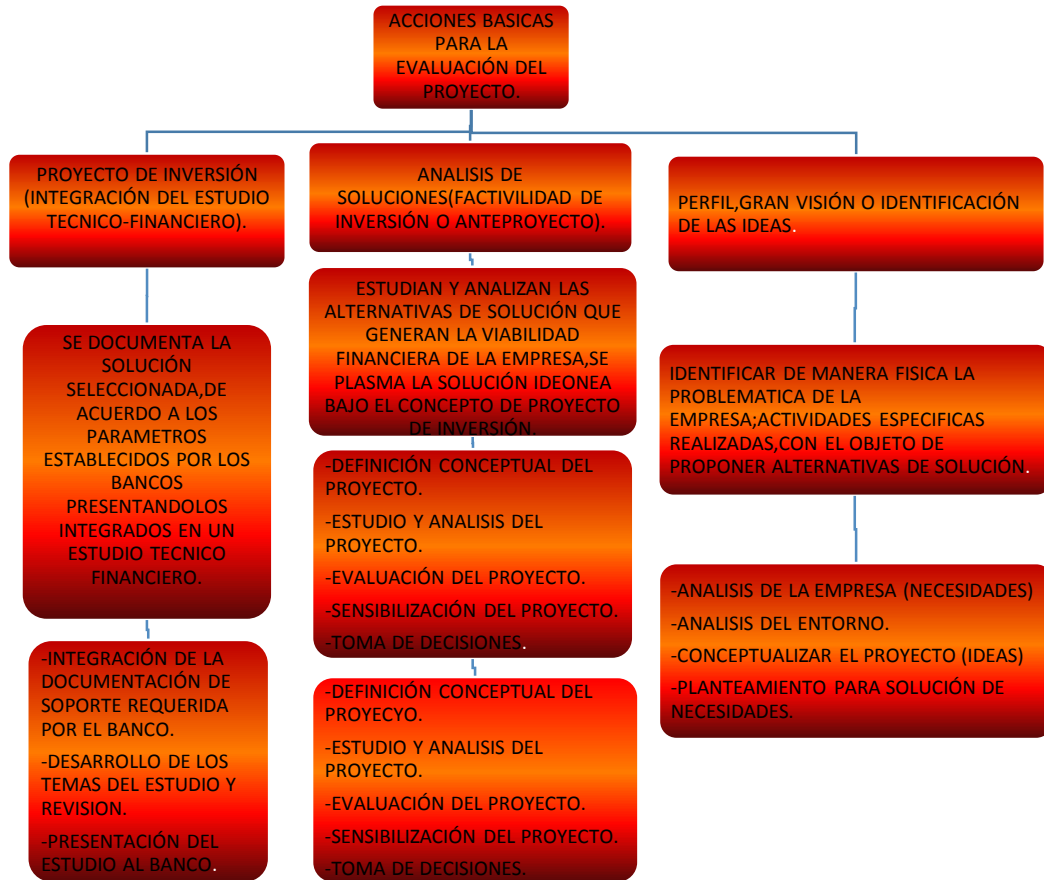 ACCIONES BASICAS
PARA LA
EVALUACIÓN DEL
PROYECTO.
PROYECTO DE INVERSIÓN
(INTEGRACIÓN DEL ESTUDIO
TECNICO-FINANCIERO).
SE DOCUMENTA LA
SOLUCIÓN
SELECCIONADA,DE
ACUERDO A LOS
PARAMETROS
ESTABLECIDOS POR LOS
BANCOS
PRESENTANDOLOS
INTEGRADOS EN UN
ESTUDIO TECNICO
FINANCIERO.
-INTEGRACIÓN DE LA
DOCUMENTACIÓN DE
SOPORTE REQUERIDA
POR EL BANCO.
-DESARROLLO DE LOS
TEMAS DEL ESTUDIO Y
REVISION.
-PRESENTACIÓN DEL
ESTUDIO AL BANCO.
ANALISIS DE
SOLUCIONES(FACTIVILIDAD DE
INVERSIÓN O ANTEPROYECTO).
ESTUDIAN Y ANALIZAN LAS
ALTERNATIVAS DE SOLUCIÓN QUE
GENERAN LA VIABILIDAD
FINANCIERA DE LA EMPRESA,SE
PLASMA LA SOLUCIÓN IDEONEA
BAJO EL CONCEPTO DE PROYECTO
DE INVERSIÓN.
-DEFINICIÓN CONCEPTUAL DEL
PROYECTO.
-ESTUDIO Y ANALISIS DEL
PROYECTO.
-EVALUACIÓN DEL PROYECTO.
-SENSIBILIZACIÓN DEL PROYECTO.
-TOMA DE DECISIONES.
-DEFINICIÓN CONCEPTUAL DEL
PROYECYO.
-ESTUDIO Y ANALISIS DEL
PROYECTO.
-EVALUACIÓN DEL PROYECTO.
-SENSIBILIZACIÓN DEL PROYECTO.
-TOMA DE DECISIONES.
PERFIL,GRAN VISIÓN O IDENTIFICACIÓN
DE LAS IDEAS.
IDENTIFICAR DE MANERA FISICA LA
PROBLEMATICA DE LA
EMPRESA;ACTIVIDADES ESPECIFICAS
REALIZADAS,CON EL OBJETO DE
PROPONER ALTERNATIVAS DE SOLUCIÓN.
-ANALISIS DE LA EMPRESA (NECESIDADES)
-ANALISIS DEL ENTORNO.
-CONCEPTUALIZAR EL PROYECTO (IDEAS)
-PLANTEAMIENTO PARA SOLUCIÓN DE
NECESIDADES.